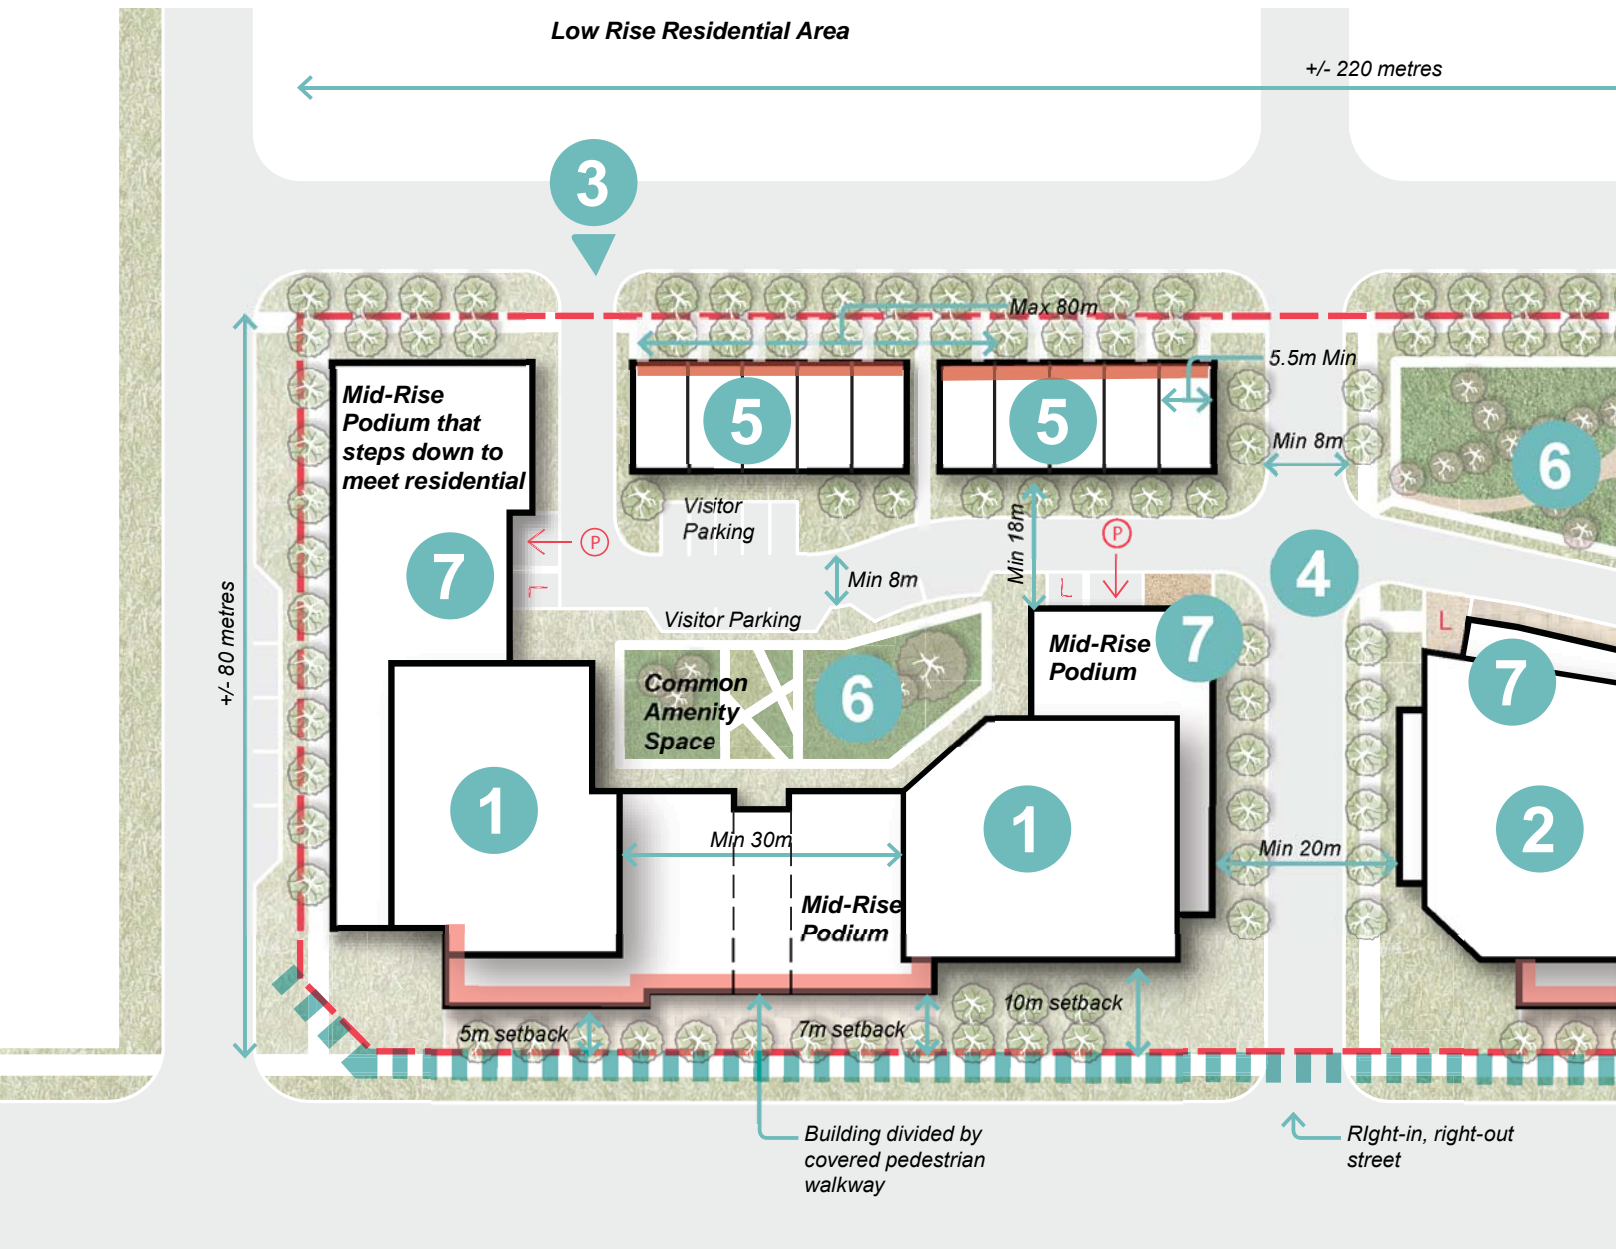 Low Rise Residential Area
+/- 220 metres
3
Max 80m
5.5m Min
Mid-Rise
Podium that
steps down to
meet residential
5
5
Min 8m
6
Visitor
Parking
P
P
Min 18m
7
Min 8m
4
L
L
L
+/- 80 metres
Visitor Parking
Mid-Rise
Podium
7
7
Common
Amenity
Space
6
1
1
2
Min 30m
Min 20m
Mid-Rise
Podium
5m setback
7m setback
10m setback
Building divided by
covered pedestrian
walkway
RIght-in, right-out
street